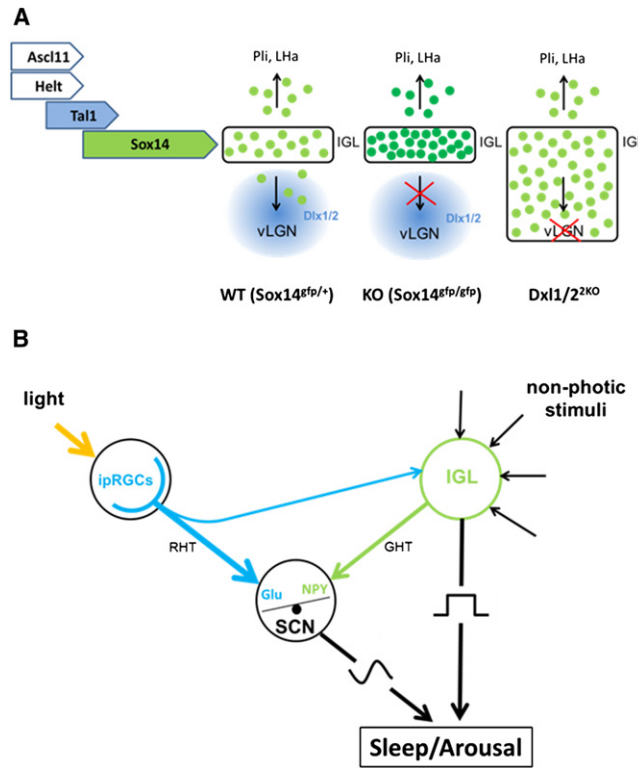 A
Ascl11
Helt
Tal1
Sox14
Pli, LHa
Pli, LHa
Pli, LHa
IGL
IGL
IGL
Dlx1/2
Dlx1/2
vLGN
vLGN
vLGN
WT (Sox14gfp/+)
KO (Sox14gfp/gfp)
Dxl1/22KO
B
light
non-photic
stimuli
ipRGCs
IGL
RHT
GHT
Glu
NPY
SCN
Sleep/Arousal